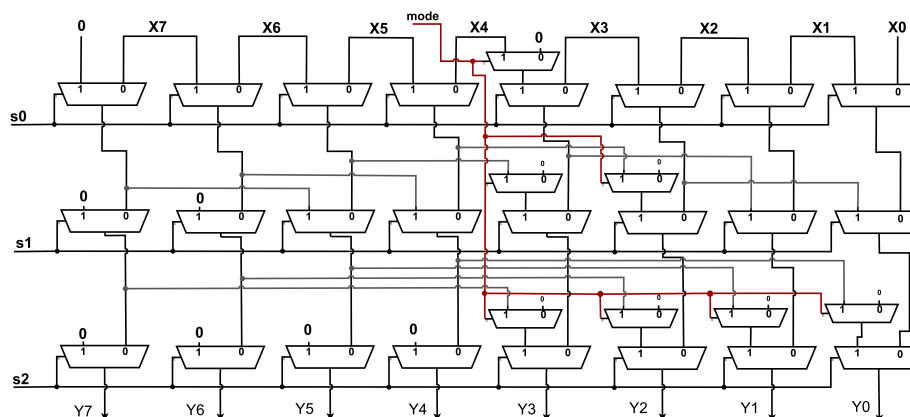 mode
0 X7 X6 X5 X4 0 X3 X2 X1 X0
1 0
1 0 1 0 1 0 1 0 1 0 1 0 1 0 1 0
s0
0 0
1 0 1 0
0 0
1 0 1 0 1 0 1 0 1 0 1 0 1 0 1 0
s1
0 0 0 0
1 0 1 0 1 0 1 0
0 0 0 0
1 0 1 0 1 0 1 0 1 0 1 0 1 0 1 0
s2
Y7 Y6 Y5 Y4 Y3 Y2 Y1 Y0